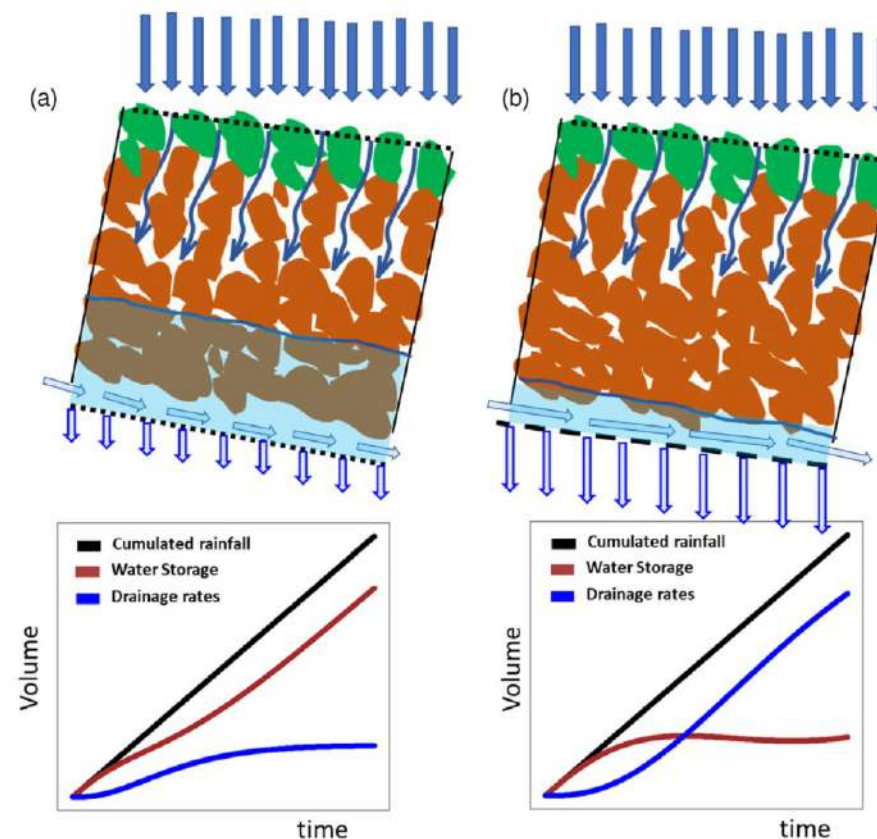 (a)
(b)
Cumulated rainfall
Water Storage
Drainage rates
Volume
time
Cumulated rainfall
Water Storage
Drainage rates
Volume
time